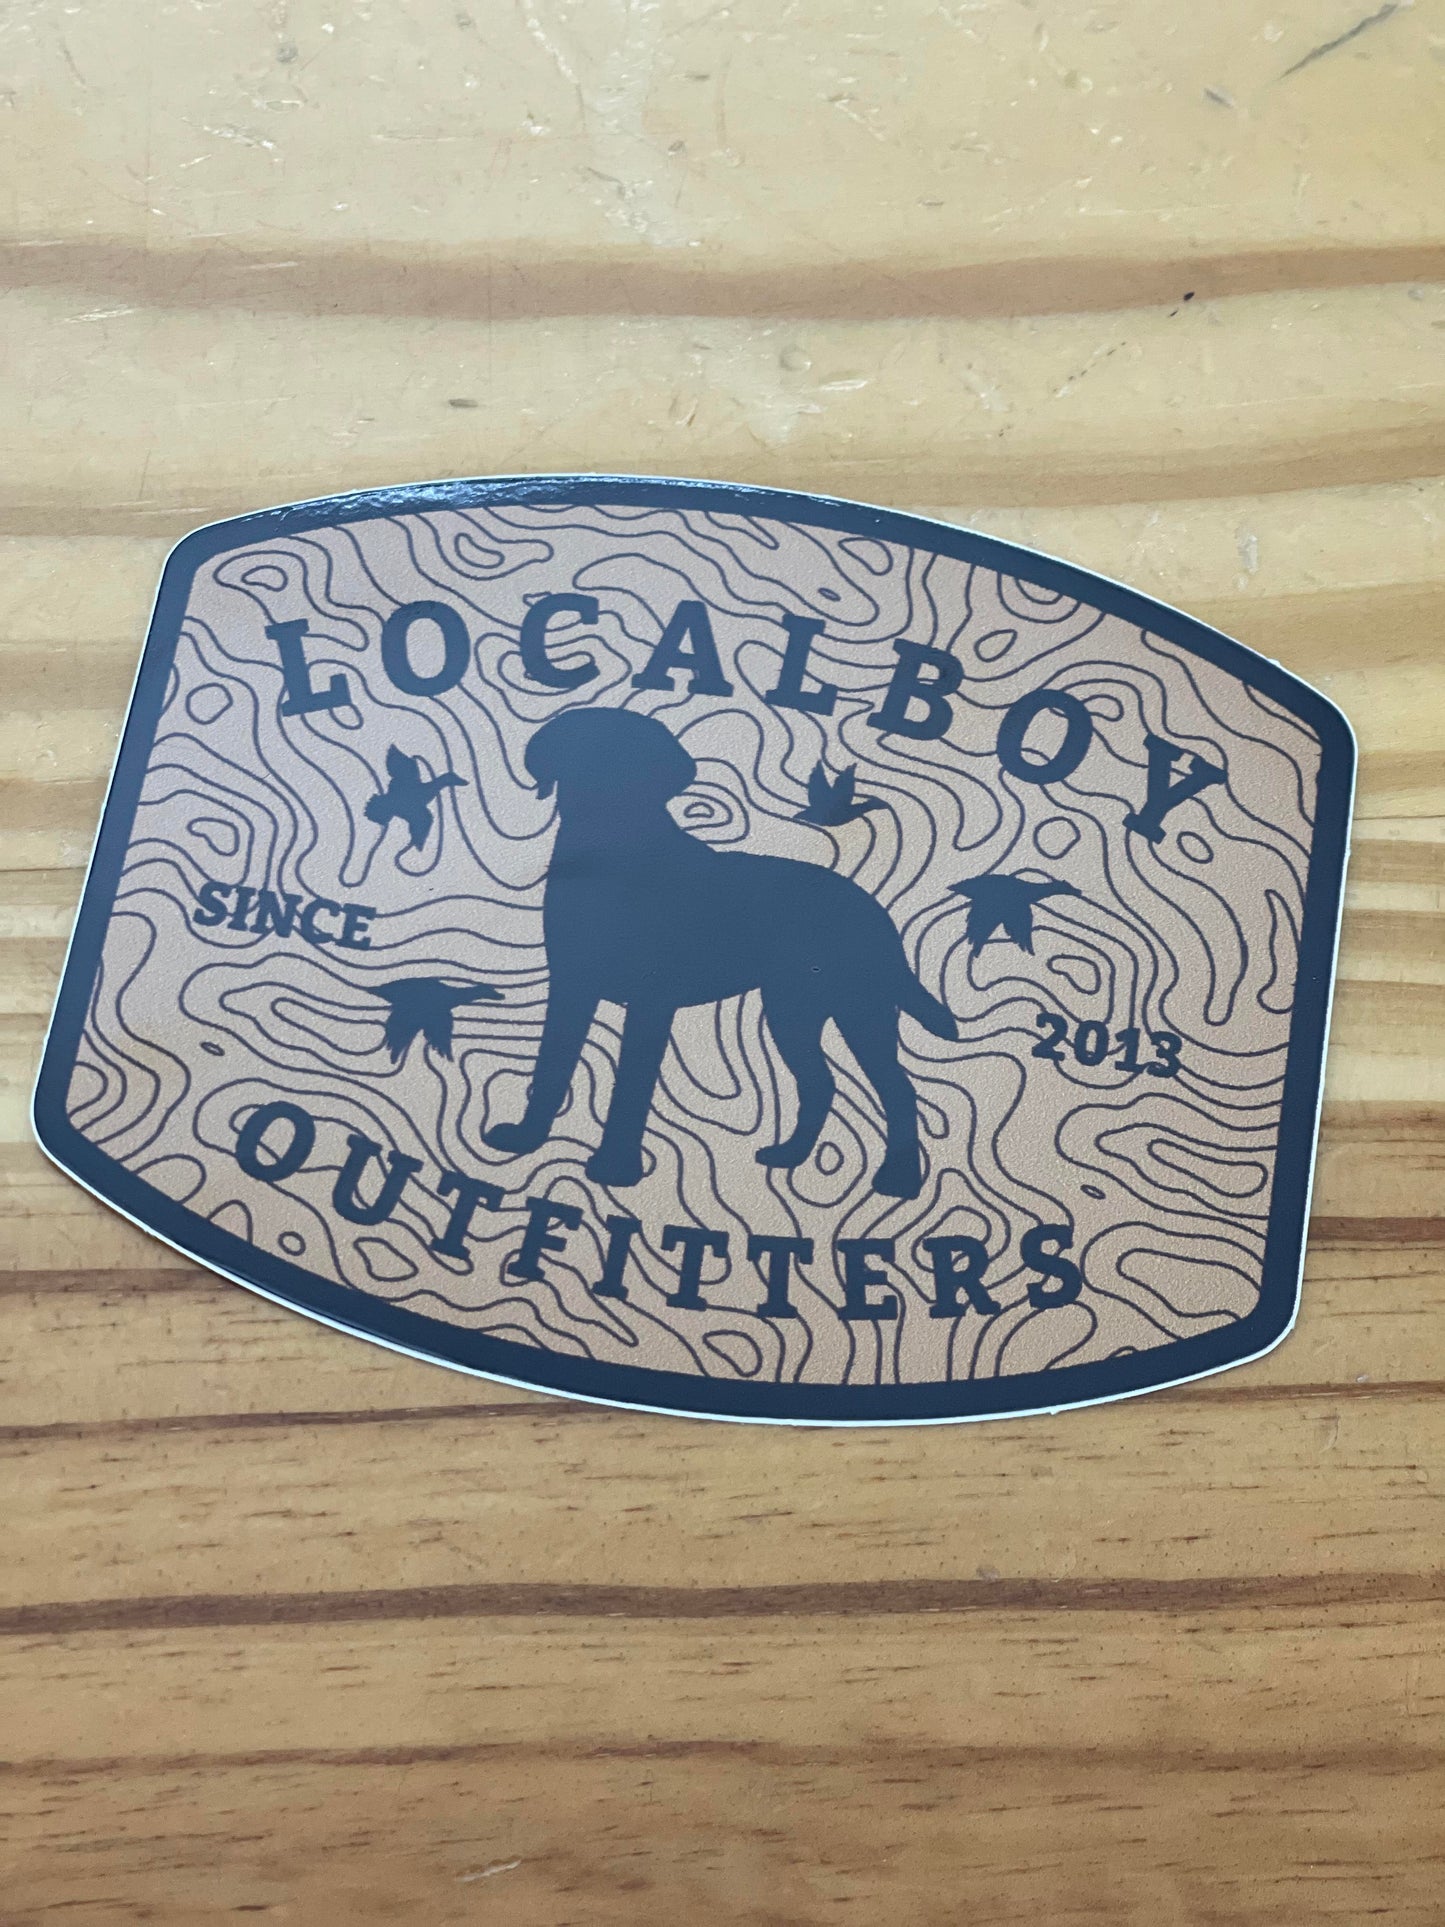 LOCALBOY
SINCE
2013
OUTFITTERS